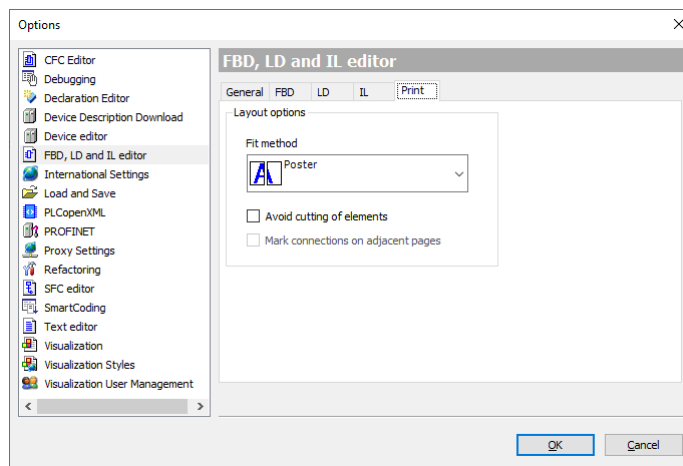 Options
CFC Editor
Debugging
Declaration Editor
Device Description Download
Device editor
FBD, LD and IL editor
International Settings
Load and Save
PLCopenXML
PROFINET
Proxy Settings
Refactoring
SFC editor
SmartCoding
Text editor
Visualization
Visualization Styles
Visualization User Management
FBD, LD and IL editor
General FBD LD IL Print
Layout options
Fit method
Poster
Avoid cutting of elements
Mark connections on adjacent pages
OK Cancel